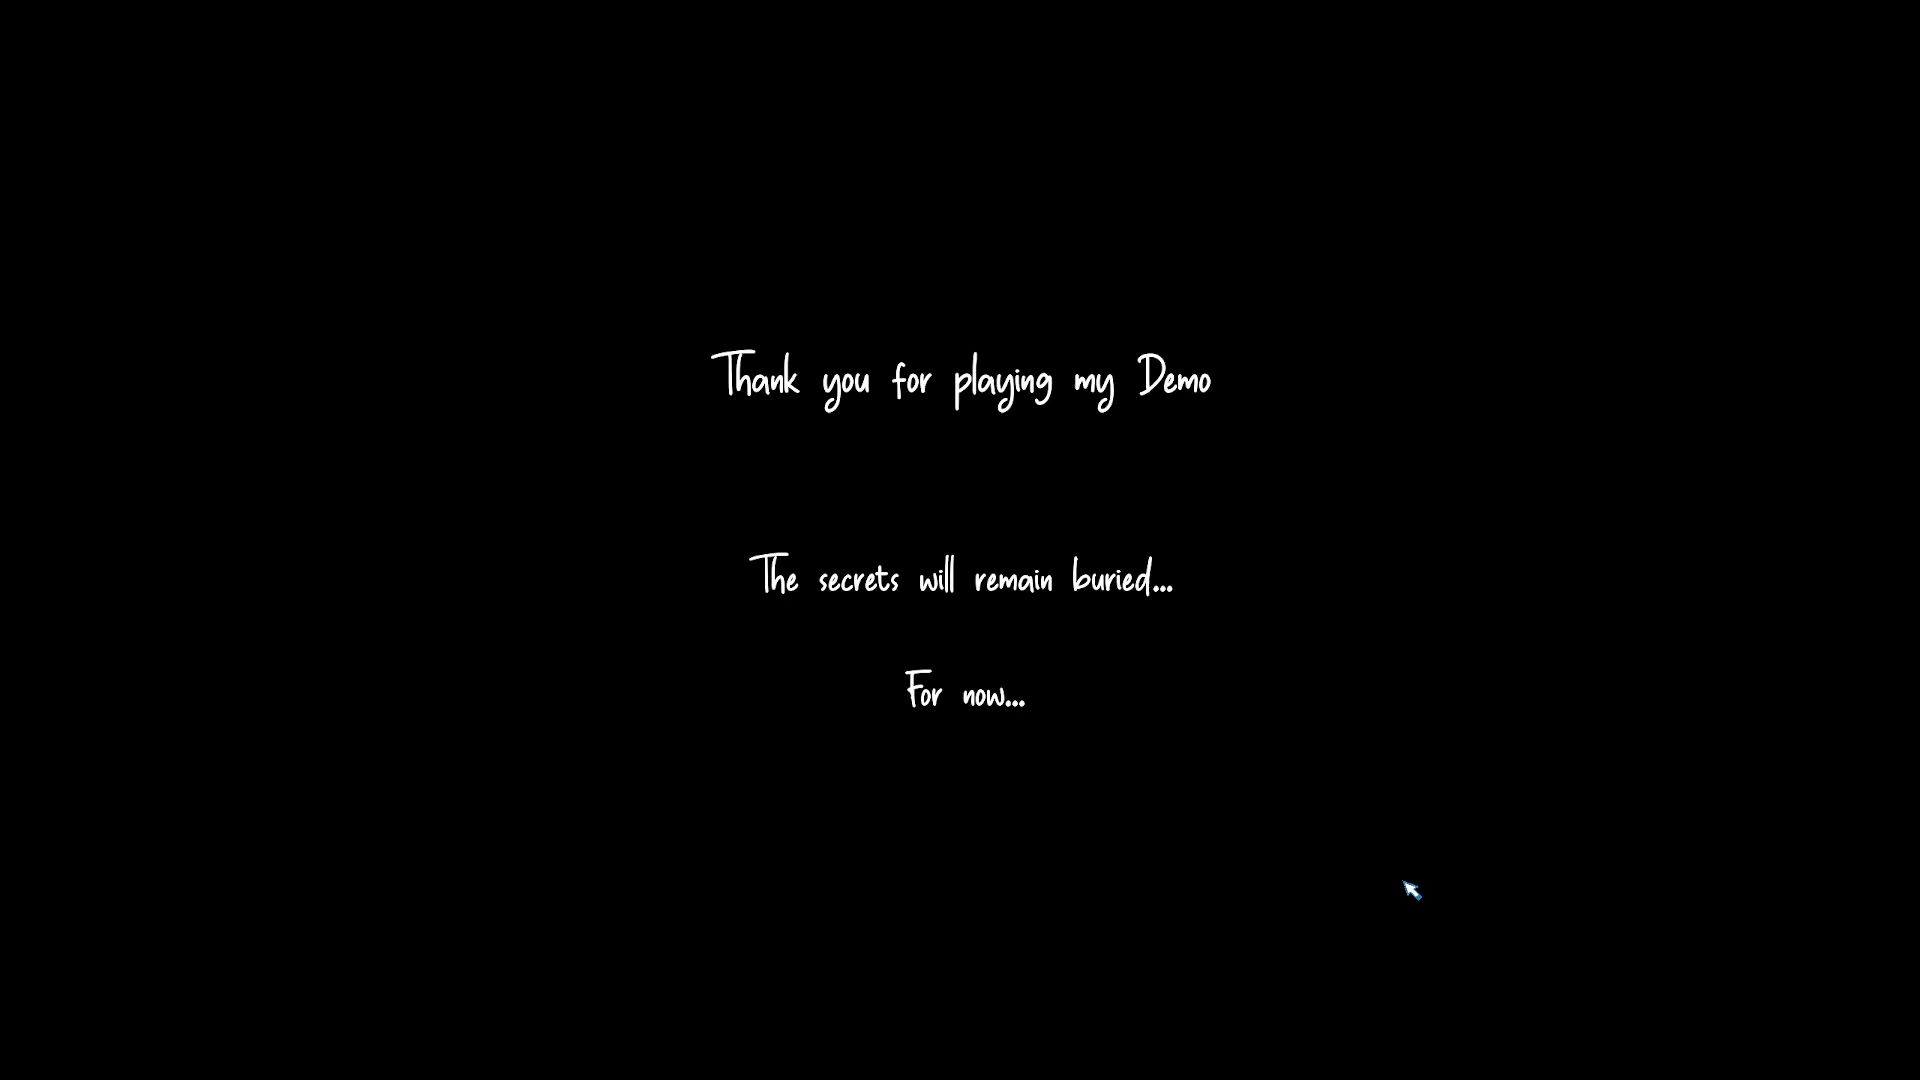 Thank you for playing my Demo
The secrets will remain buried...
For now...